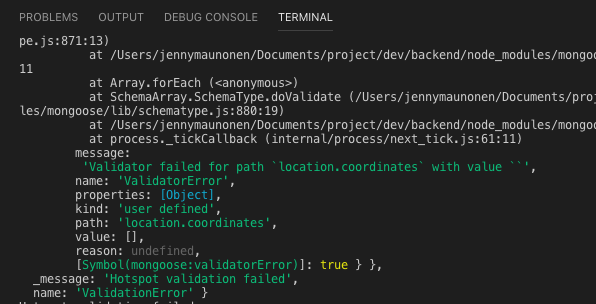 PROBLEMS OUTPUT DEBUG CONSOLE TERMINAL
pe.js:871:13)
at /Users/jennymaunonen/Documents/project/dev/backend/node_modules/mongo
11
at Array.forEach (<anonymous>)
at SchemaArray.SchemaType.doValidate (/Users/jennymaunonen/Documents/proj
les/mongoose/lib/schematype.js:880:19)
at /Users/jennymaunonen/Documents/project/dev/backend/node_modules/mongo
at process._tickCallback (internal/process/next_tick.js:61:11)
message:
'Validator failed for path `location.coordinates` with value ``',
name: 'ValidatorError',
properties: [Object],
kind: 'user defined',
path: 'location.coordinates',
value: [],
reason: undefined,
[Symbol(mongoose:validatorError)]: true } },
_message: 'Hotspot validation failed',
name: 'ValidationError' }